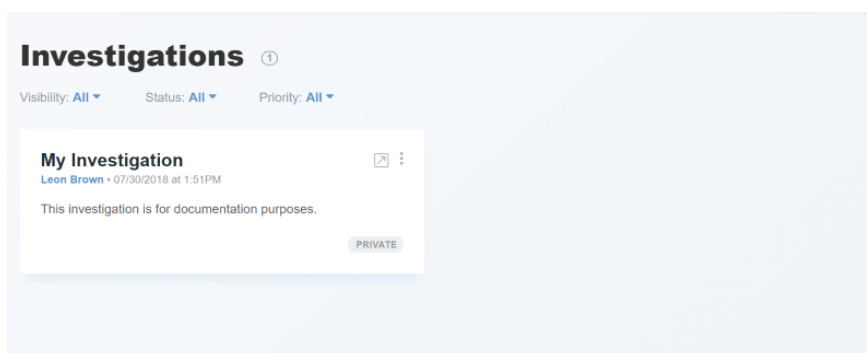 Investigations 1
Visibility: All Status: All Priority: All
My Investigation
Leon Brown • 07/30/2018 at 1:51PM
This investigation is for documentation purposes.
PRIVATE